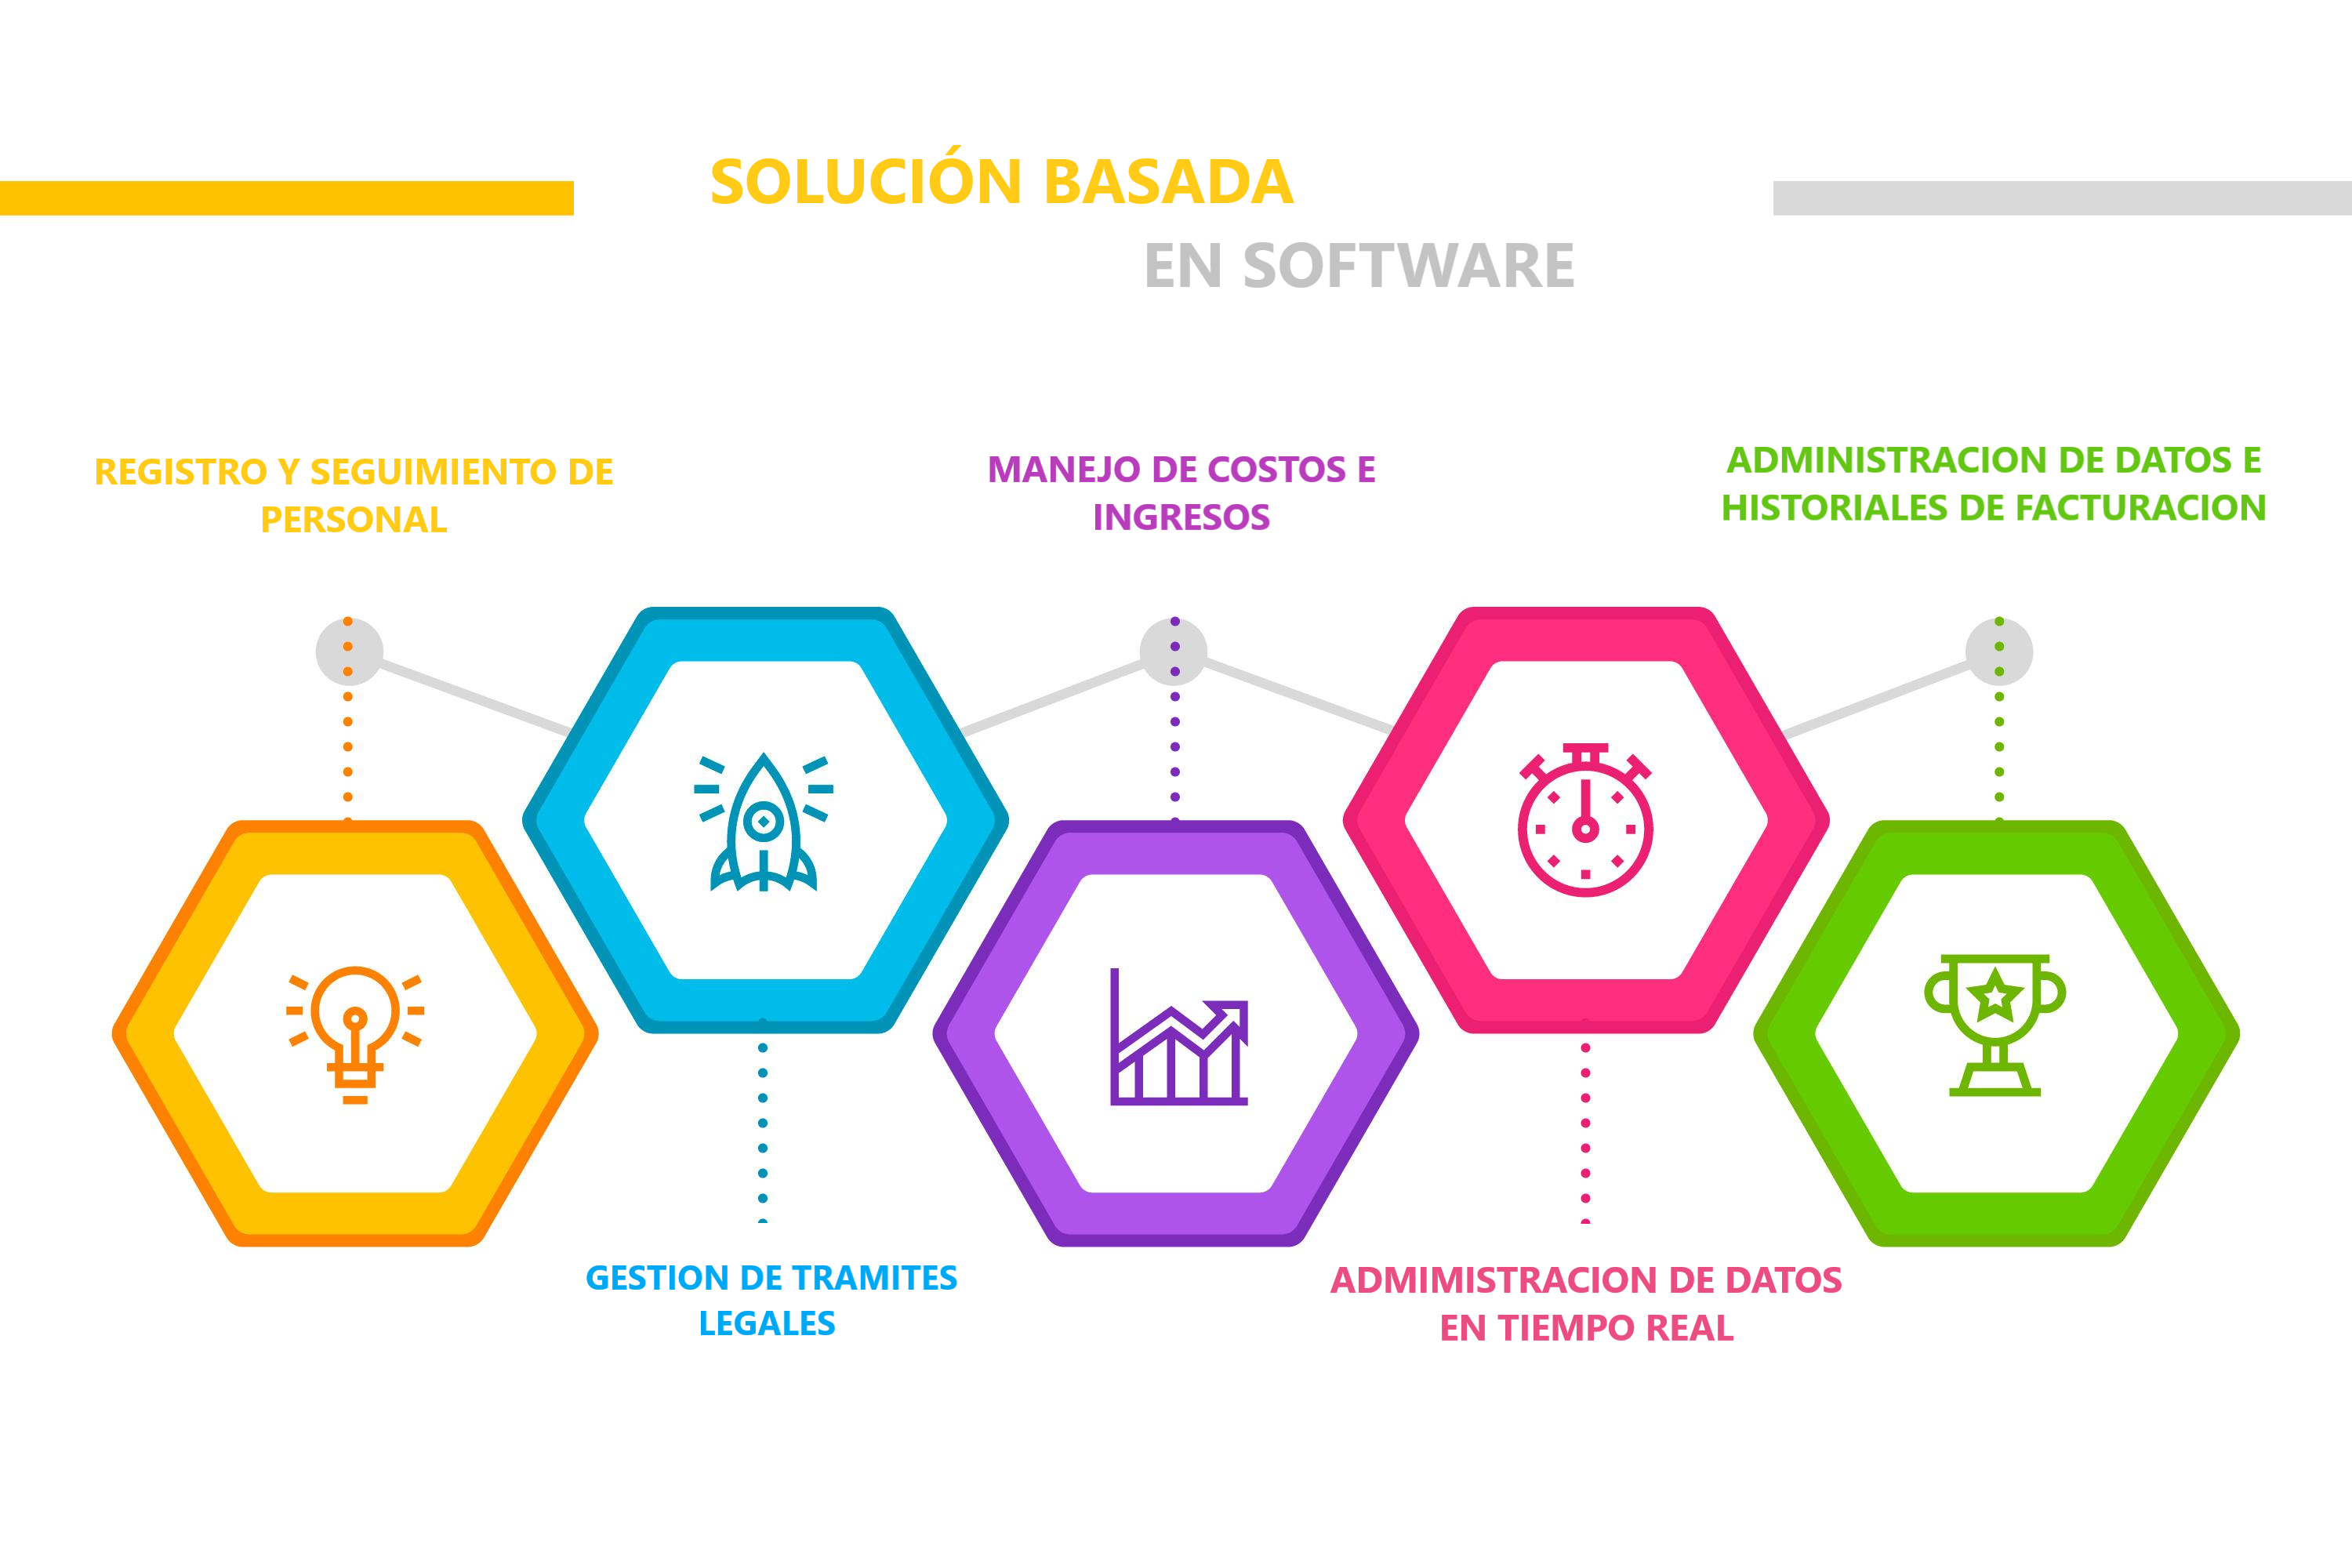 SOLUCIÓN BASADA
EN SOFTWARE
REGISTRO Y SEGUIMIENTO DE
PERSONAL
MANEJO DE COSTOS E
INGRESOS
ADMINISTRACION DE DATOS E
HISTORIALES DE FACTURACION
GESTION DE TRAMITES
LEGALES
ADMIMISTRACION DE DATOS
EN TIEMPO REAL